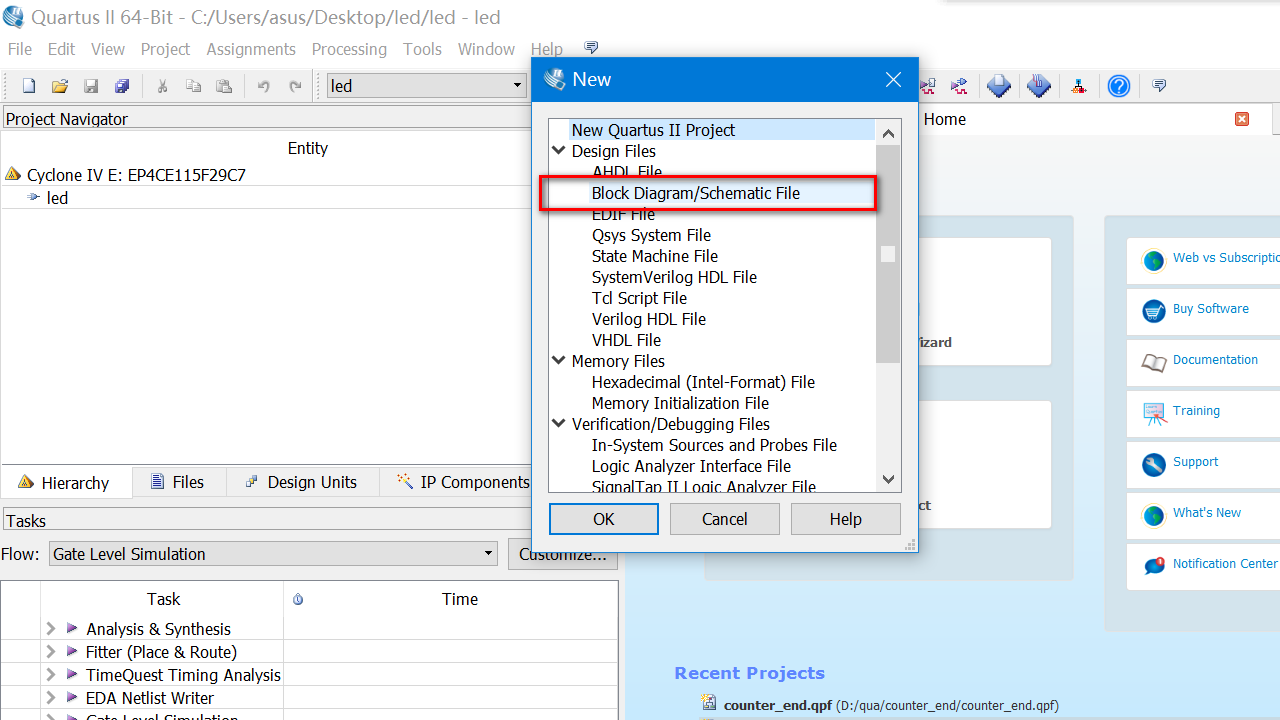 Quartus II 64-Bit - C:/Users/asus/Desktop/led/led - led
File Edit View Project Assignments Processing Tools Window Help
led
Project Navigator
Entity
Cyclone IV E: EP4CE115F29C7
led
Hierarchy Files Design Units IP Components
Tasks
Flow: Gate Level Simulation Customize...
Task Time
Analysis & Synthesis
Fitter (Place & Route)
TimeQuest Timing Analysis
EDA Netlist Writer
Gate Level Simulation
New
New Quartus II Project
Design Files
AHDL File
Block Diagram/Schematic File
EDIF File
Qsys System File
State Machine File
SystemVerilog HDL File
Tcl Script File
Verilog HDL File
VHDL File
Memory Files
Hexadecimal (Intel-Format) File
Memory Initialization File
Verification/Debugging Files
In-System Sources and Probes File
Logic Analyzer Interface File
SignalTap II Logic Analyzer File
OK Cancel Help
Home
Web vs Subscriptio
Buy Software
Documentation
Training
Support
What's New
Notification Center
Recent Projects
counter_end.qpf (D:/qua/counter_end/counter_end.qpf)